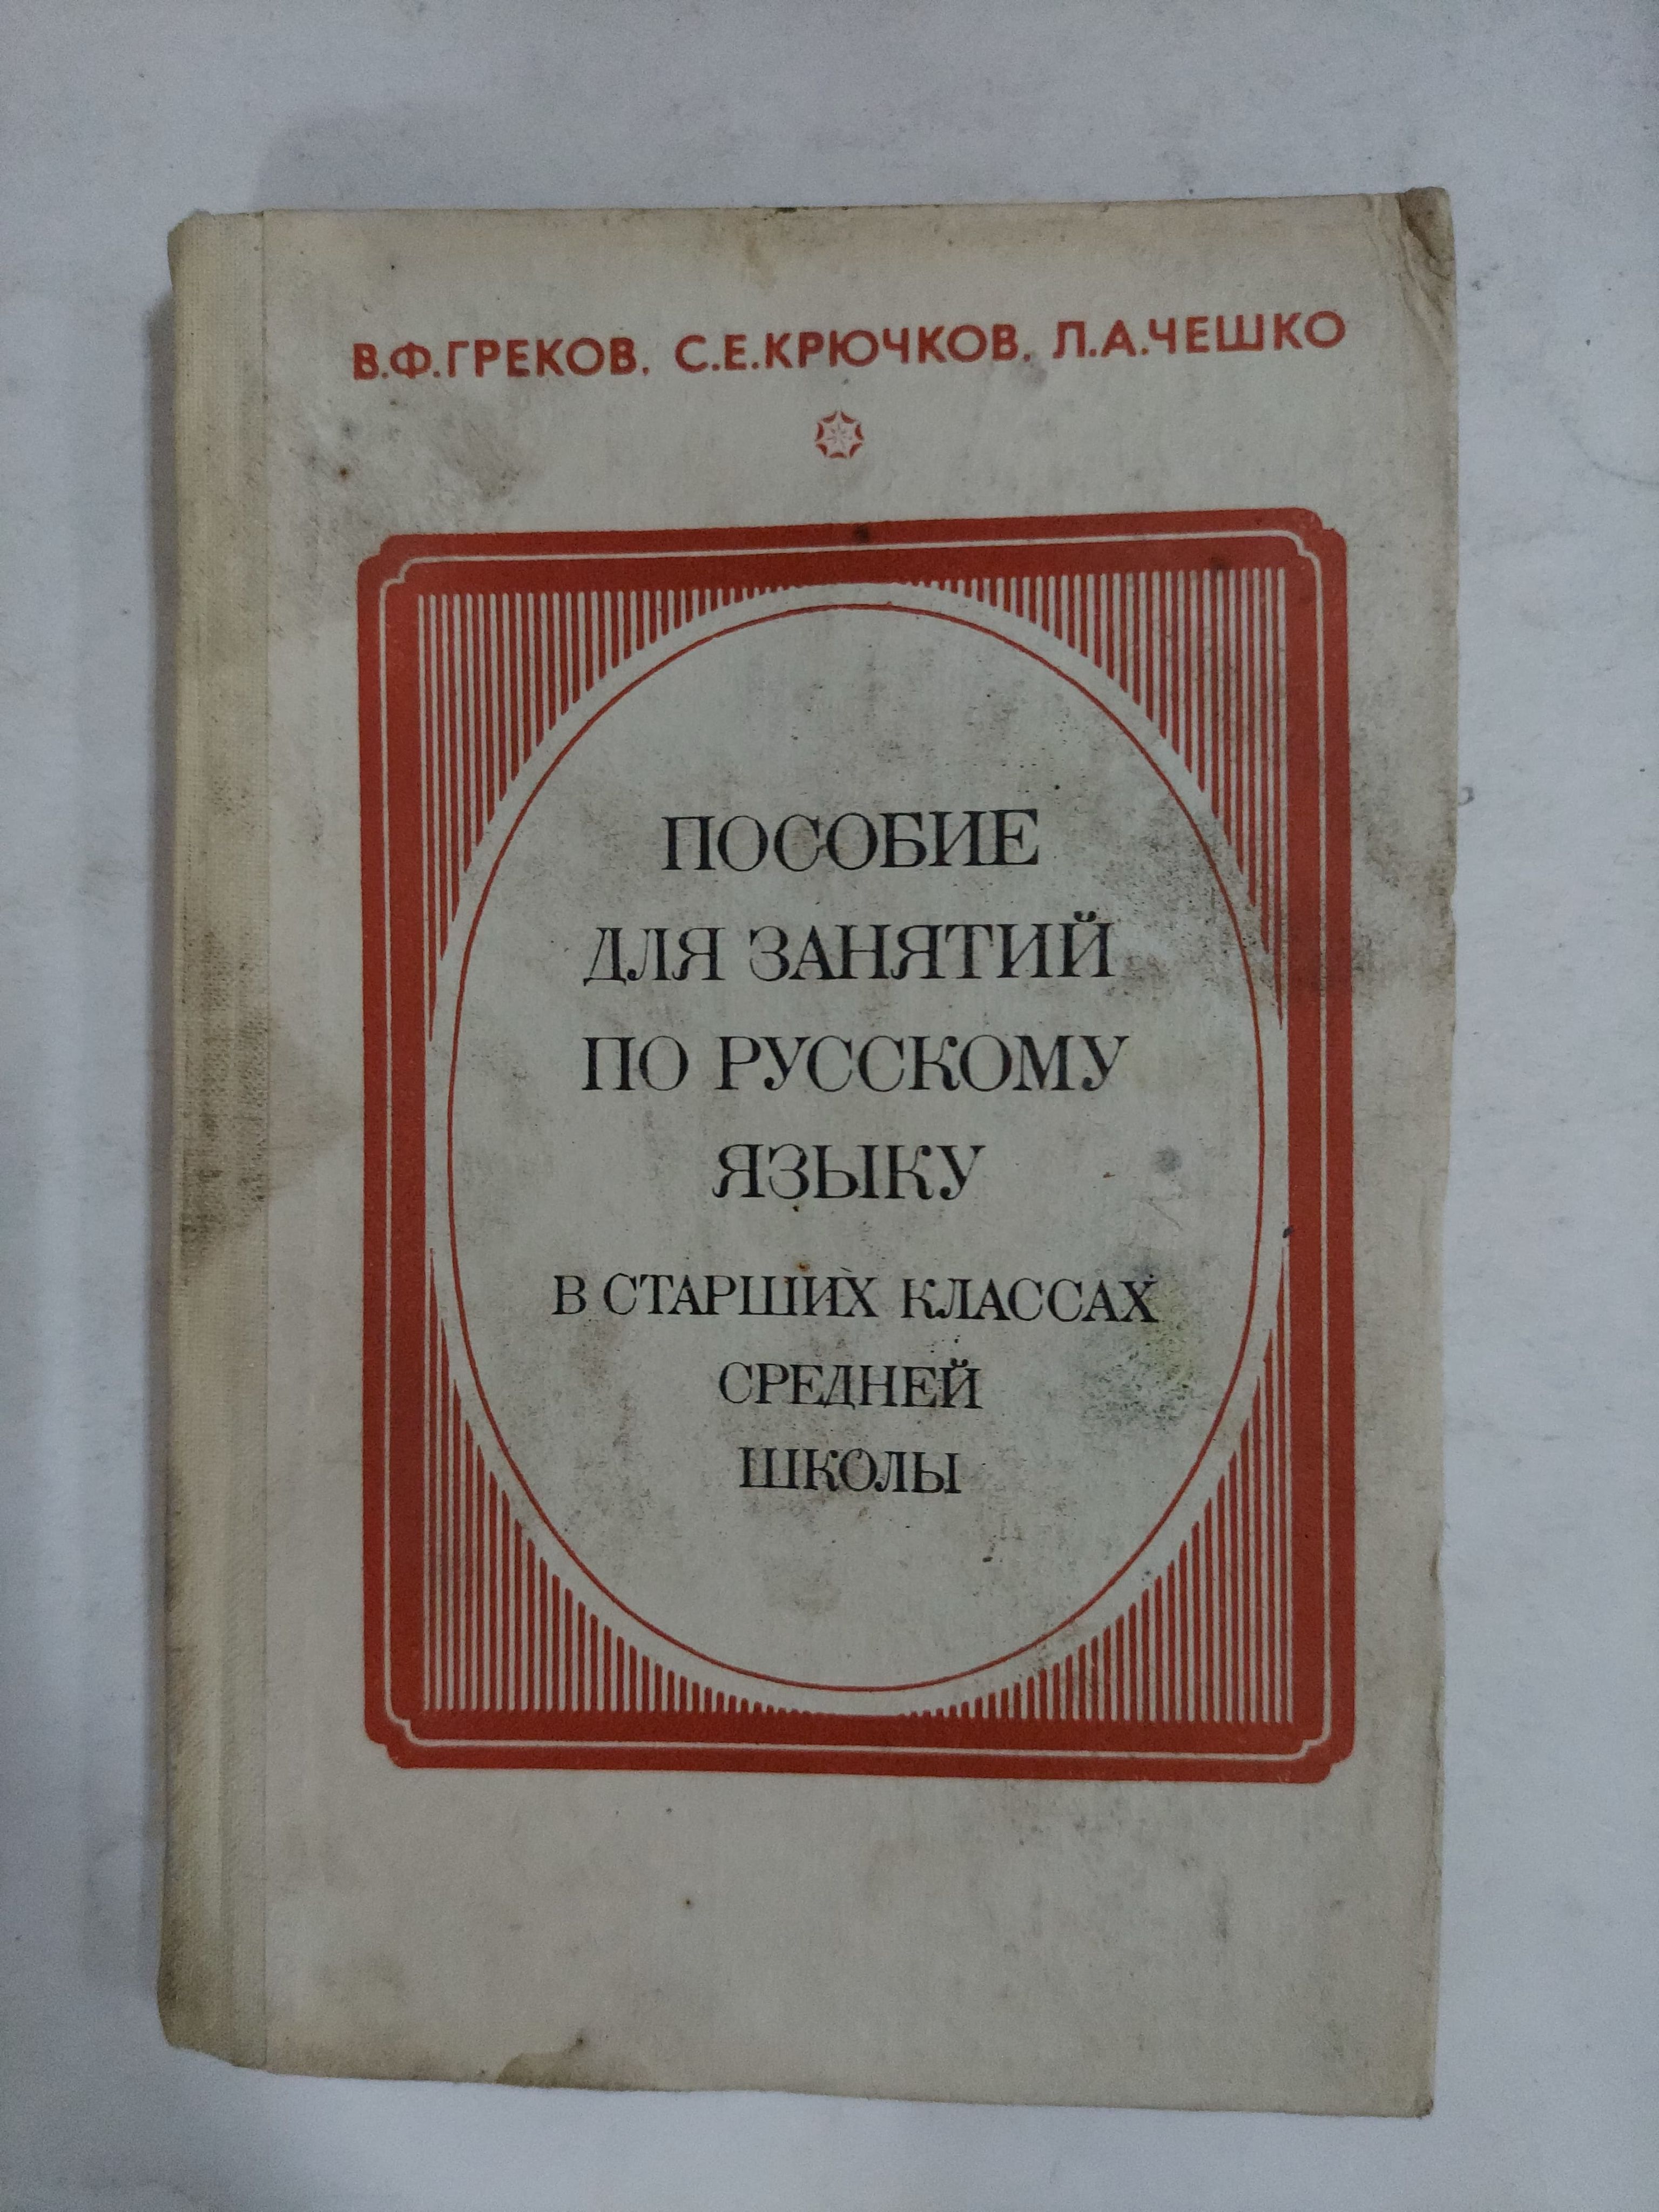 В.Ф.ГРЕКОВ, С.Е.КРЮЧКОВ, Л.А.ЧЕШКО
ПОСОБИЕ
ДЛЯ ЗАНЯТИЙ
ПО РУССКОМУ
ЯЗЫКУ
В СТАРШИХ КЛАССАХ
СРЕДНЕЙ
ШКОЛЫ